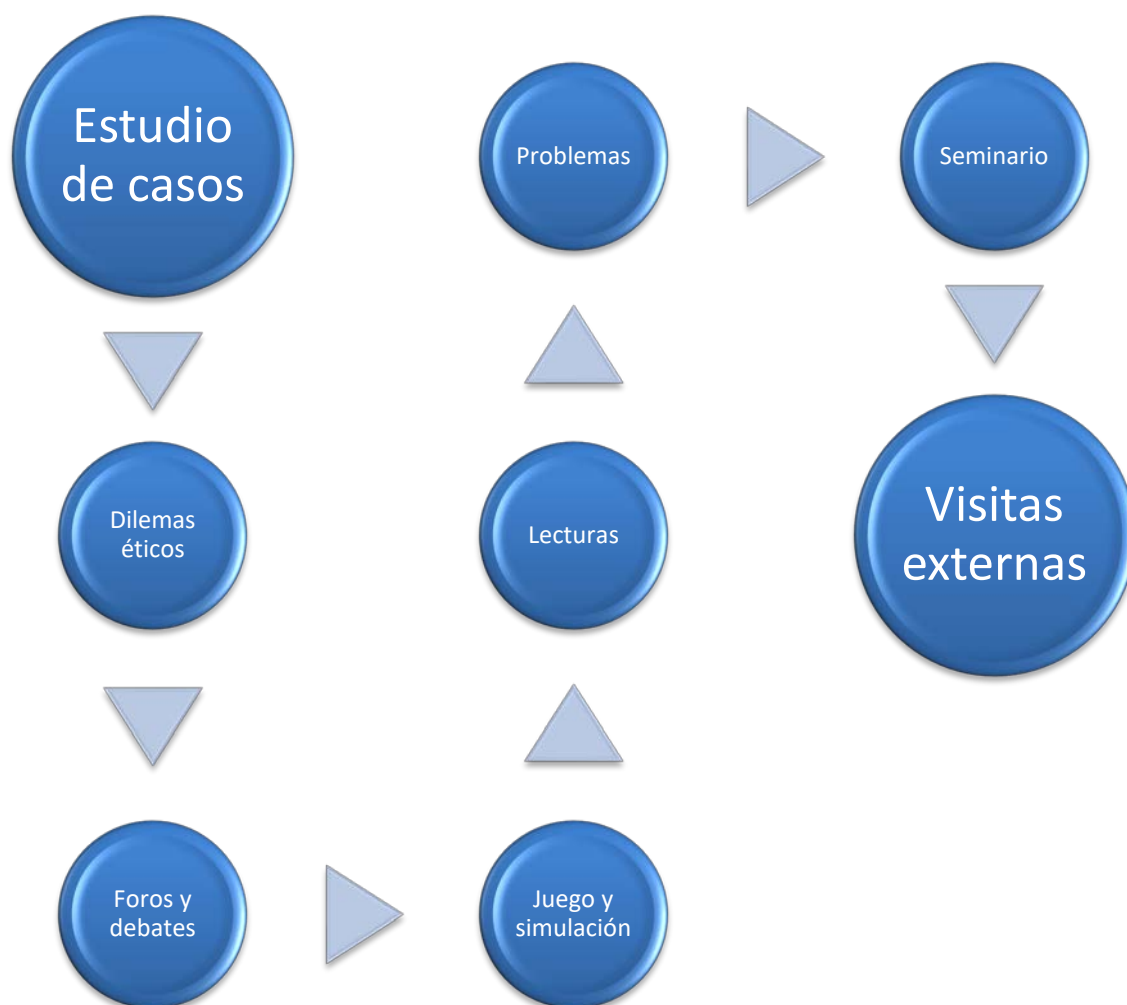 Estudio
de casos
Dilemas
éticos
Foros y
debates
Juego y
simulación
Lecturas
Problemas
Seminario
Visitas
externas